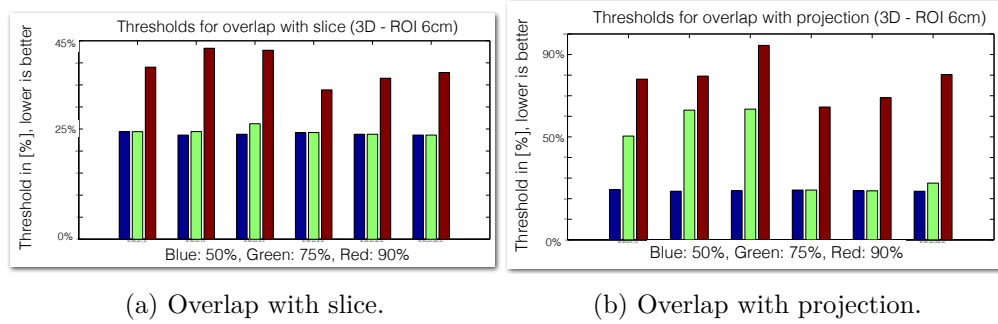 Thresholds for overlap with slice (3D - ROI 6cm)
Threshold in [%], lower is better
45%
25%
0%
Blue: 50%, Green: 75%, Red: 90%
(a) Overlap with slice.
Thresholds for overlap with projection (3D - ROI 6cm)
Threshold in [%], lower is better
90%
50%
0%
Blue: 50%, Green: 75%, Red: 90%
(b) Overlap with projection.